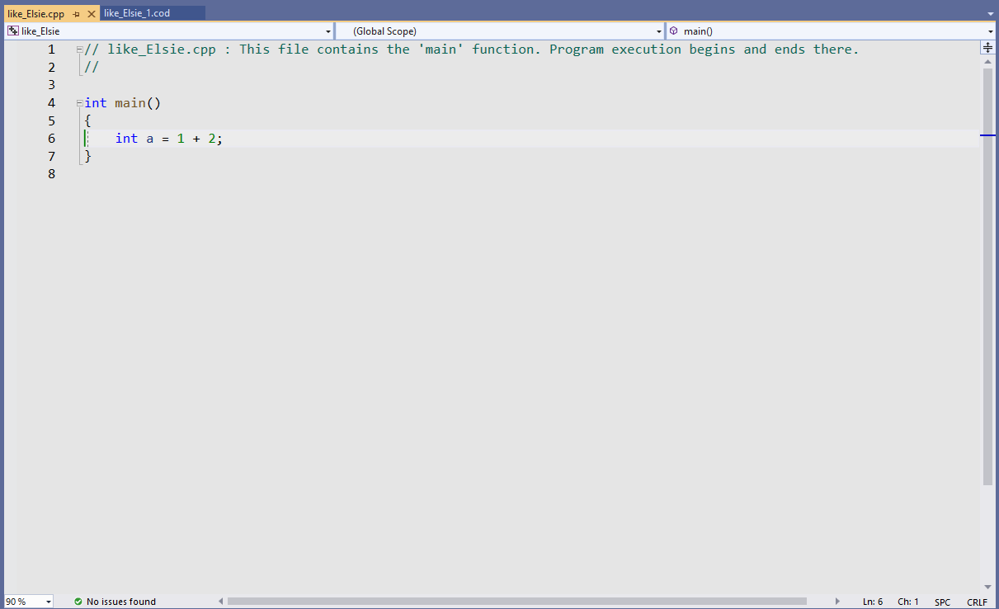 like_Elsie.cpp like_Elsie_1.cod
like_Elsie (Global Scope) main()
1 // like_Elsie.cpp : This file contains the 'main' function. Program execution begins and ends there.
2 //
3
4 int main()
5 {
6 int a = 1 + 2;
7 }
8
90 % No issues found Ln: 6 Ch: 1 SPC CRLF